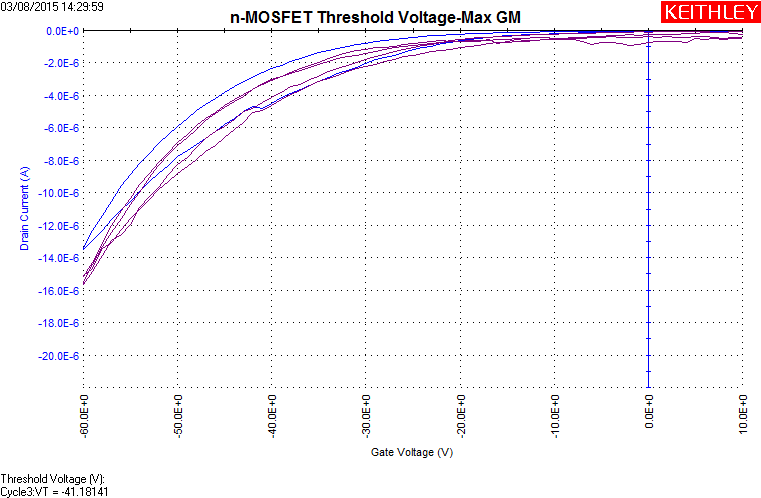 03/08/2015 14:29:59
n-MOSFET Threshold Voltage-Max GM
KEITHLEY
0.0E+0
-2.0E-6
-4.0E-6
-6.0E-6
-8.0E-6
-10.0E-6
-12.0E-6
-14.0E-6
-16.0E-6
-18.0E-6
-20.0E-6
Drain Current (A)
-60.0E+0
-50.0E+0
-40.0E+0
-30.0E+0
-20.0E+0
-10.0E+0
0.0E+0
10.0E+0
Gate Voltage (V)
Threshold Voltage (V):
Cycle3:VT = -41.18141